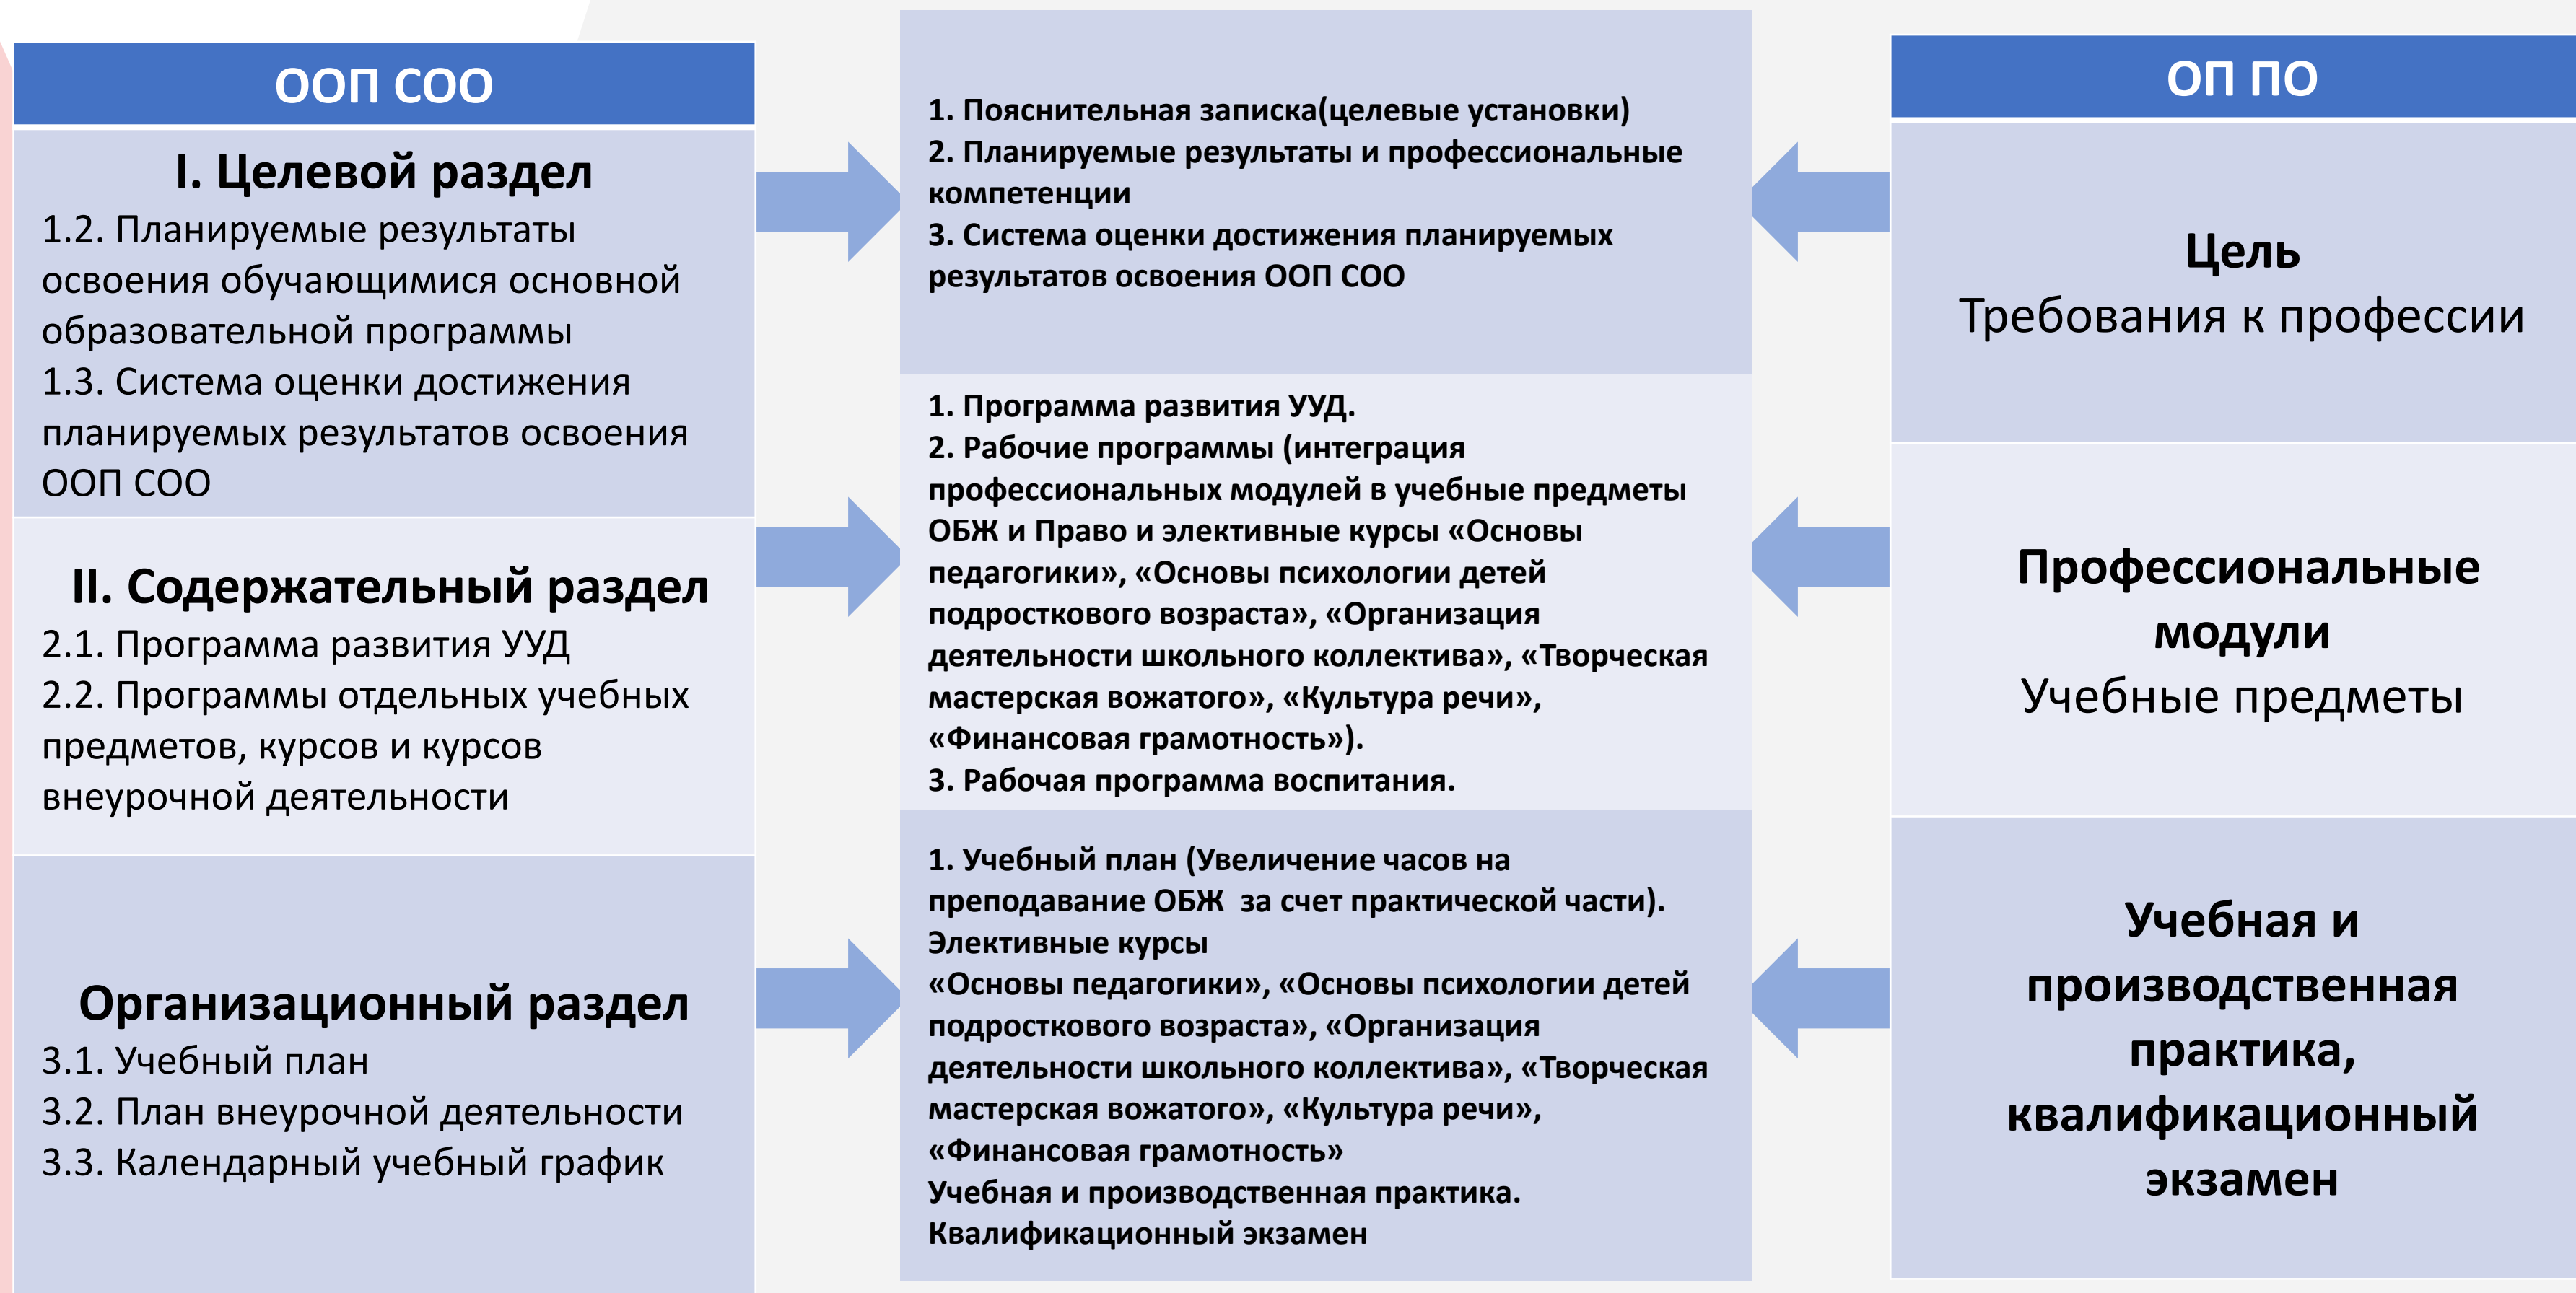 ООП СОО
I. Целевой раздел
1.2. Планируемые результаты
освоения обучающимися основной
образовательной программы
1.3. Система оценки достижения
планируемых результатов освоения
ООП СОО
II. Содержательный раздел
2.1. Программа развития УУД
2.2. Программы отдельных учебных
предметов, курсов и курсов
внеурочной деятельности
Организационный раздел
3.1. Учебный план
3.2. План внеурочной деятельности
3.3. Календарный учебный график
1. Пояснительная записка(целевые установки)
2. Планируемые результаты и профессиональные
компетенции
3. Система оценки достижения планируемых
результатов освоения ООП СОО
1. Программа развития УУД.
2. Рабочие программы (интеграция
профессиональных модулей в учебные предметы
ОБЖ и Право и элективные курсы «Основы
педагогики», «Основы психологии детей
подросткового возраста», «Организация
деятельности школьного коллектива», «Творческая
мастерская вожатого», «Культура речи»,
«Финансовая грамотность»).
3. Рабочая программа воспитания.
1. Учебный план (Увеличение часов на
преподавание ОБЖ  за счет практической части).
Элективные курсы
«Основы педагогики», «Основы психологии детей
подросткового возраста», «Организация
деятельности школьного коллектива», «Творческая
мастерская вожатого», «Культура речи»,
«Финансовая грамотность»
Учебная и производственная практика.
Квалификационный экзамен
ОП ПО
Цель
Требования к профессии
Профессиональные
модули
Учебные предметы
Учебная и
производственная
практика,
квалификационный
экзамен